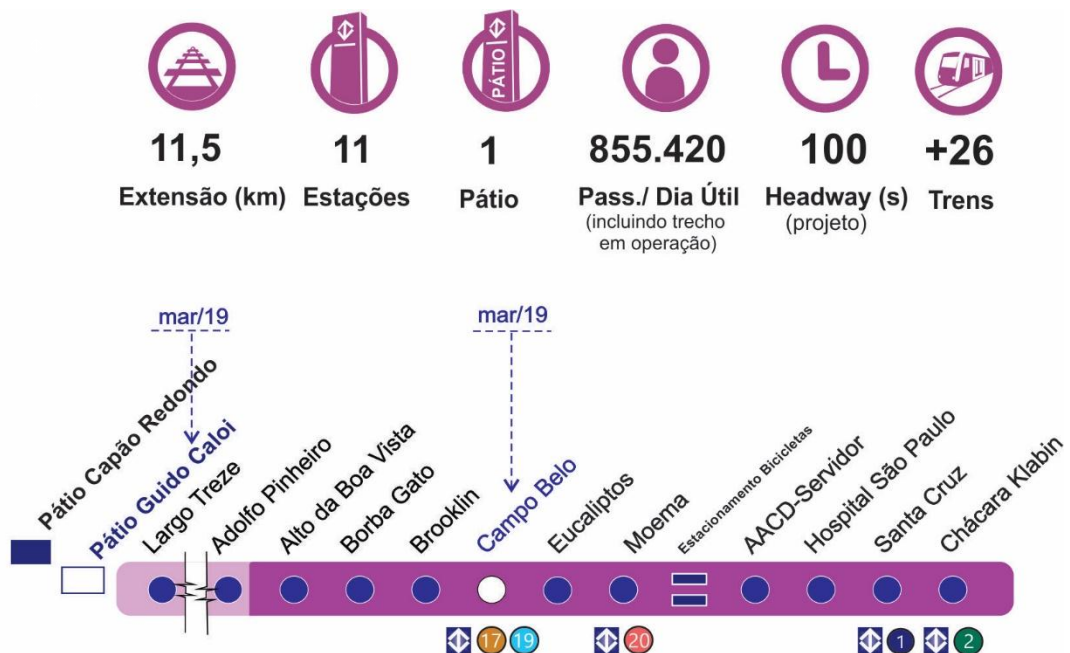 PÁTIO
11,5
11
1
855.420
100
+26
Extensão (km)
Estações
Pátio
Pass./ Dia Útil
(incluindo trecho
em operação)
Headway (s)
(projeto)
Trens
mar/19
mar/19
Pátio Capão Redondo
Pátio Guido Caloi
Largo Treze
Adolfo Pinheiro
Alto da Boa Vista
Borba Gato
Brooklin
Campo Belo
Eucaliptos
Moema
Estacionamento Bicicletas
AACD-Servidor
Hospital São Paulo
Santa Cruz
Chácara Klabin
17
19
20
1
2